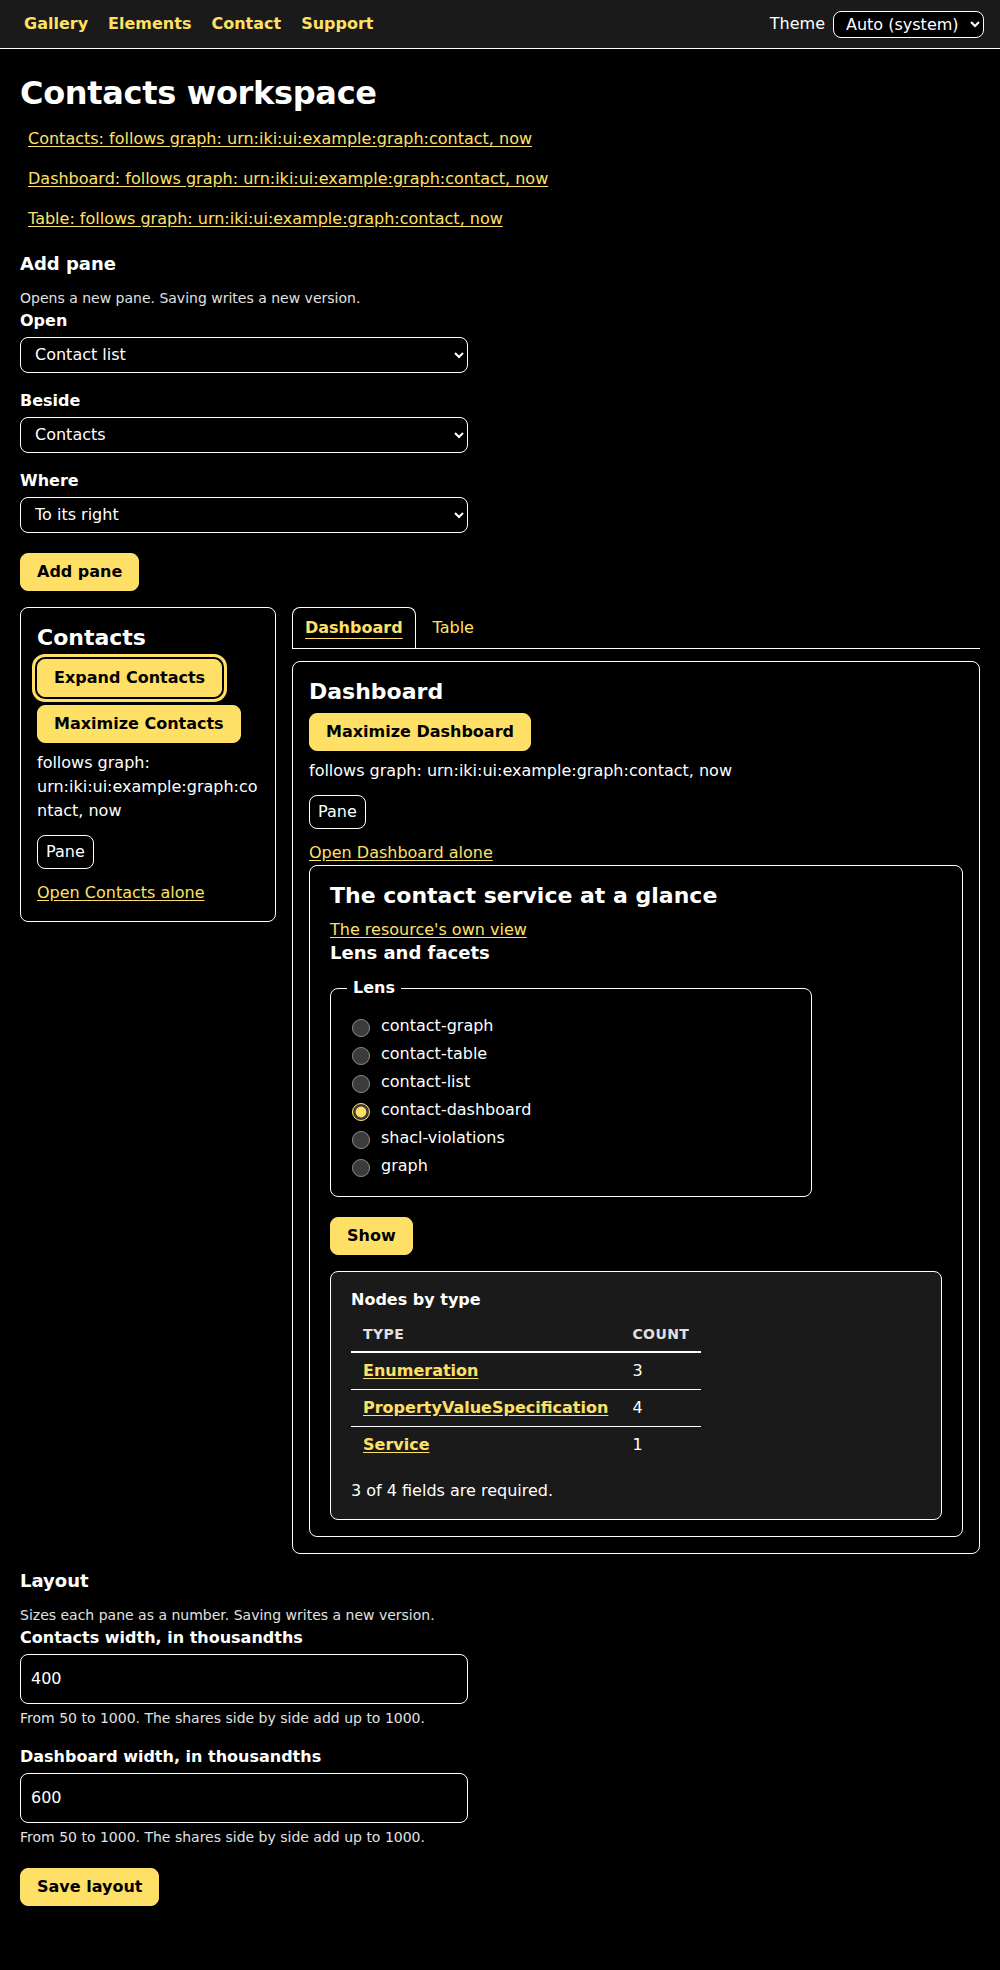 Gallery Elements Contact Support Theme Auto (system)
Contacts workspace
Contacts: follows graph: urn:iki:ui:example:graph:contact, now
Dashboard: follows graph: urn:iki:ui:example:graph:contact, now
Table: follows graph: urn:iki:ui:example:graph:contact, now
Add pane
Opens a new pane. Saving writes a new version.
Open
Contact list
Beside
Contacts
Where
To its right
Add pane
Contacts
Expand Contacts
Maximize Contacts
follows graph:
urn:iki:ui:example:graph:co
ntact, now
Pane
Open Contacts alone
Dashboard Table
Dashboard
Maximize Dashboard
follows graph: urn:iki:ui:example:graph:contact, now
Pane
Open Dashboard alone
The contact service at a glance
The resource's own view
Lens and facets
Lens
contact-graph
contact-table
contact-list
contact-dashboard
shacl-violations
graph
Show
Nodes by type
TYPE COUNT
Enumeration 3
PropertyValueSpecification 4
Service 1
3 of 4 fields are required.
Layout
Sizes each pane as a number. Saving writes a new version.
Contacts width, in thousandths
400
From 50 to 1000. The shares side by side add up to 1000.
Dashboard width, in thousandths
600
From 50 to 1000. The shares side by side add up to 1000.
Save layout